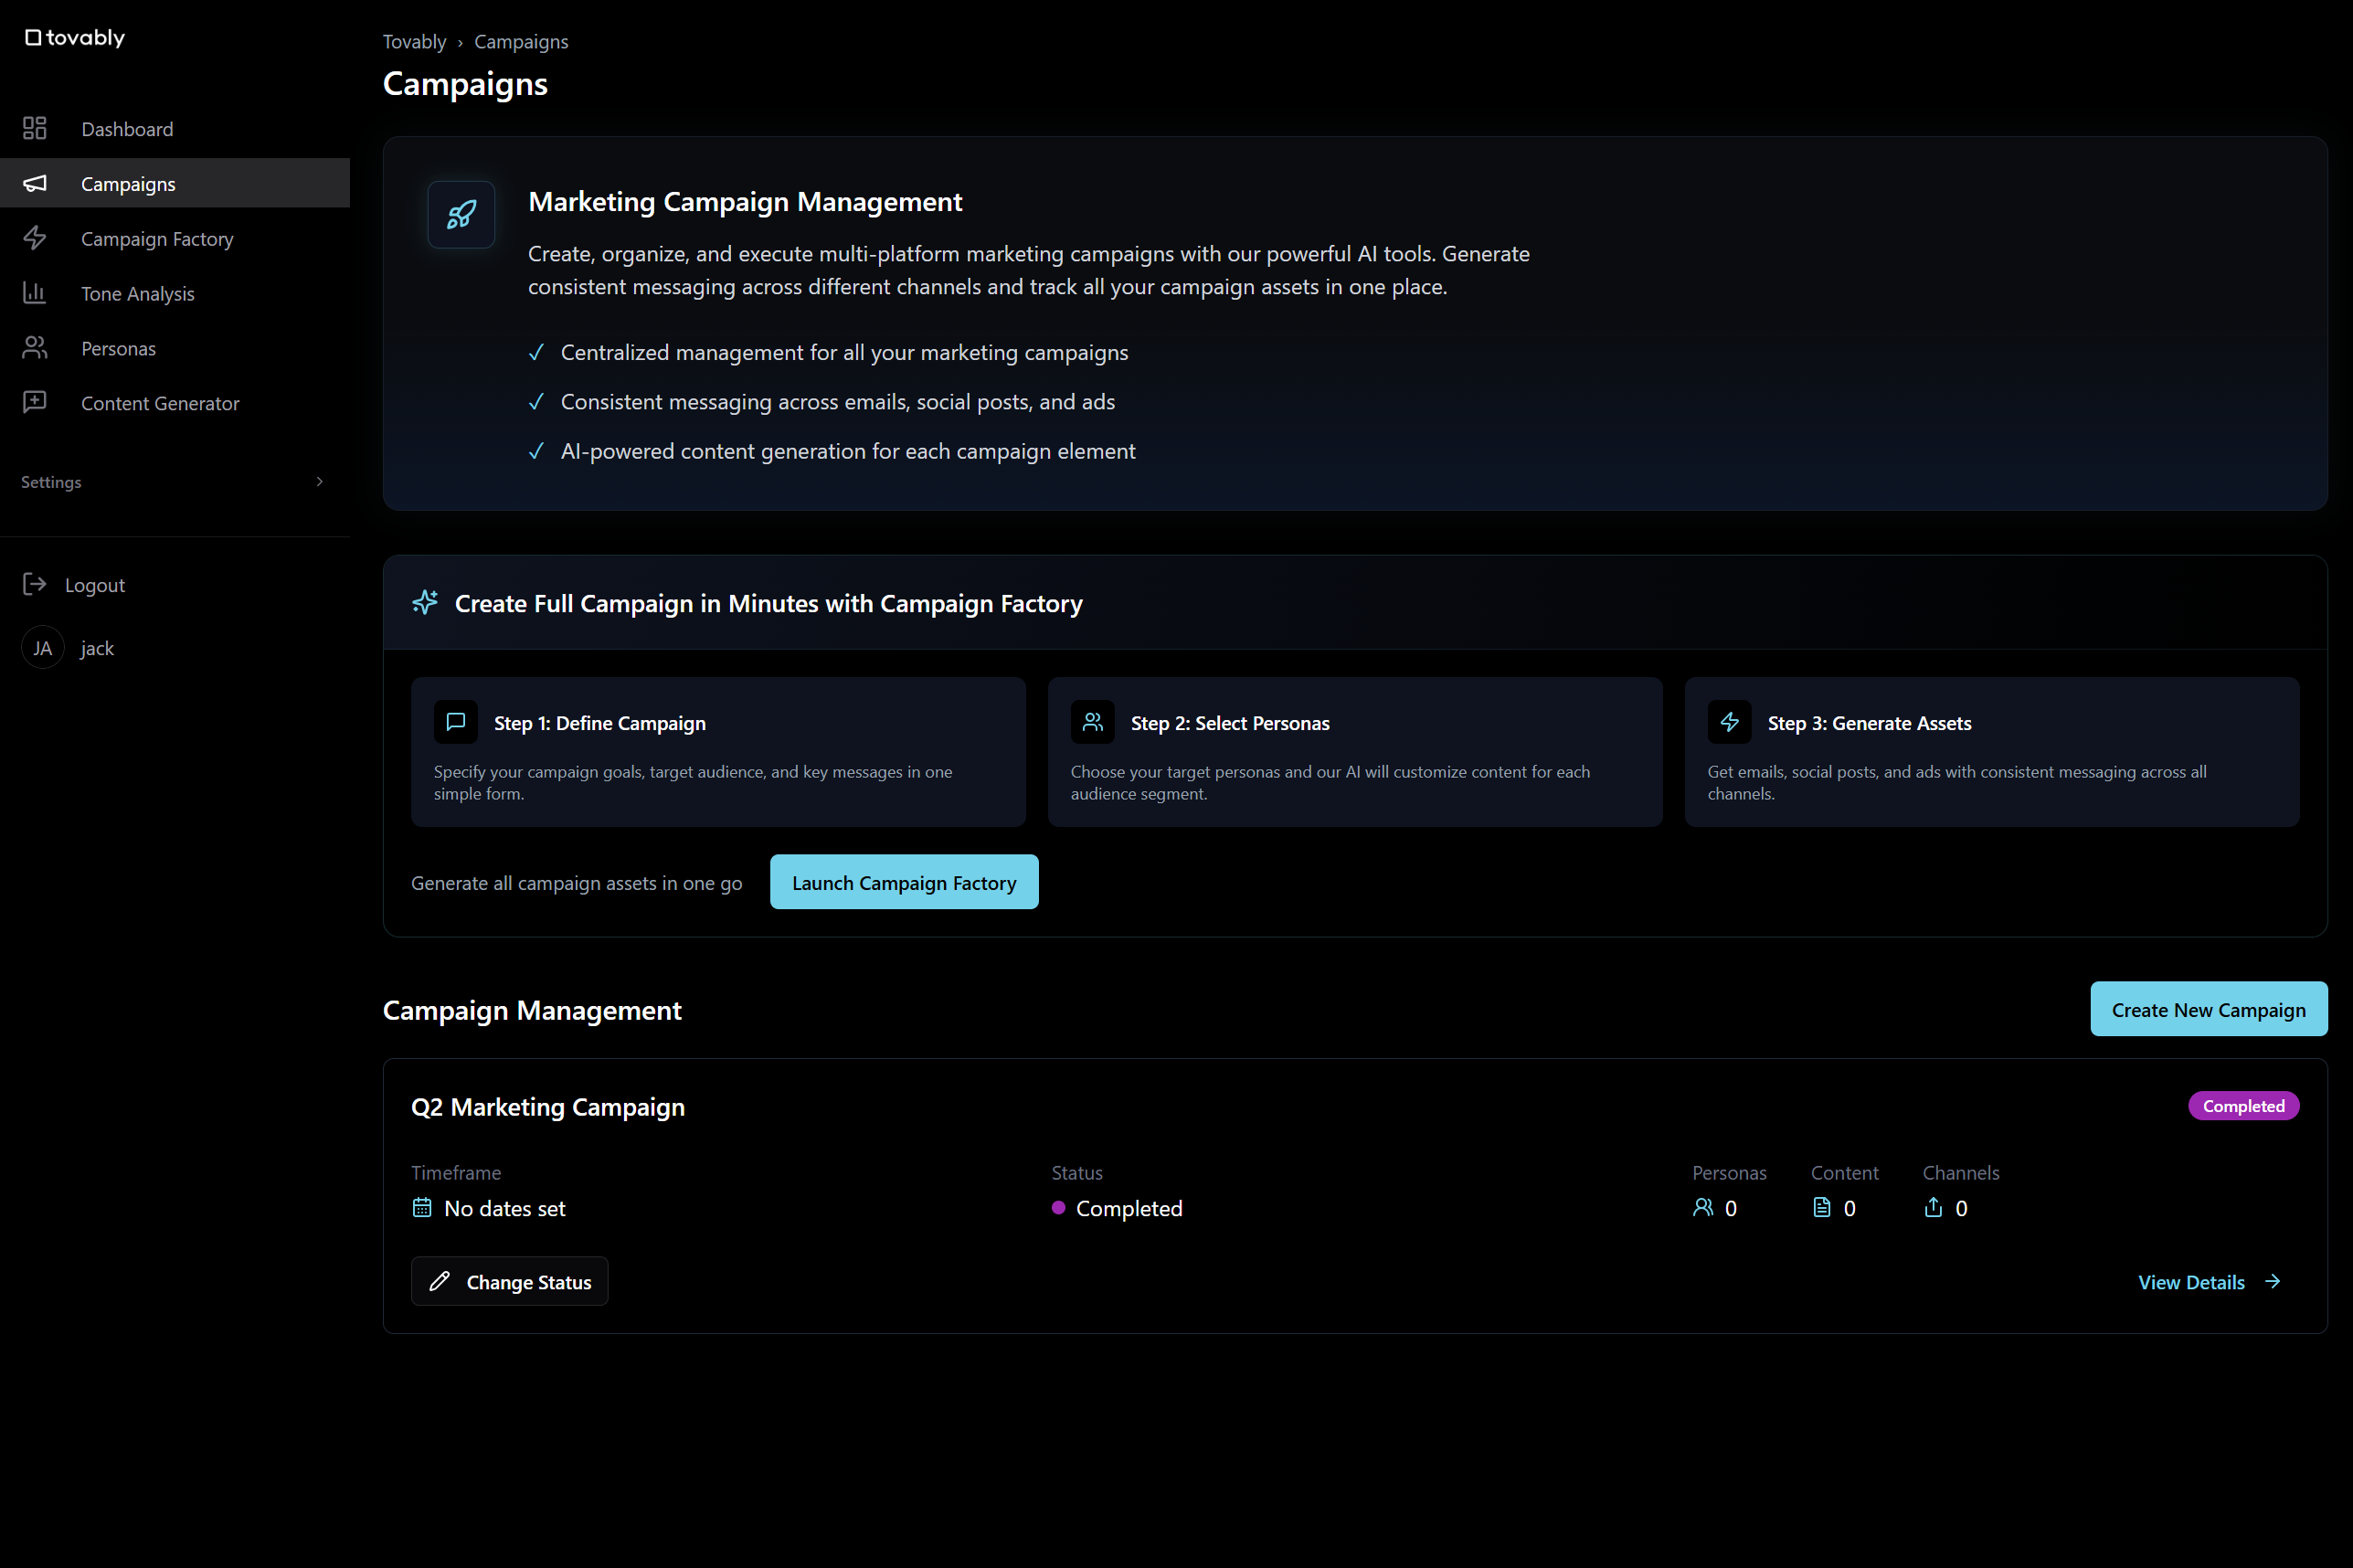 tovably
Dashboard
Campaigns
Campaign Factory
Tone Analysis
Personas
Content Generator
Settings
Logout
JA
jack
Tovably › Campaigns
Campaigns
Marketing Campaign Management
Create, organize, and execute multi-platform marketing campaigns with our powerful AI tools. Generate
consistent messaging across different channels and track all your campaign assets in one place.
Centralized management for all your marketing campaigns
Consistent messaging across emails, social posts, and ads
AI-powered content generation for each campaign element
Create Full Campaign in Minutes with Campaign Factory
Step 1: Define Campaign
Specify your campaign goals, target audience, and key messages in one
simple form.
Step 2: Select Personas
Choose your target personas and our AI will customize content for each
audience segment.
Step 3: Generate Assets
Get emails, social posts, and ads with consistent messaging across all
channels.
Generate all campaign assets in one go
Launch Campaign Factory
Campaign Management
Create New Campaign
Q2 Marketing Campaign
Completed
Timeframe
No dates set
Status
Completed
Personas
0
Content
0
Channels
0
Change Status
View Details